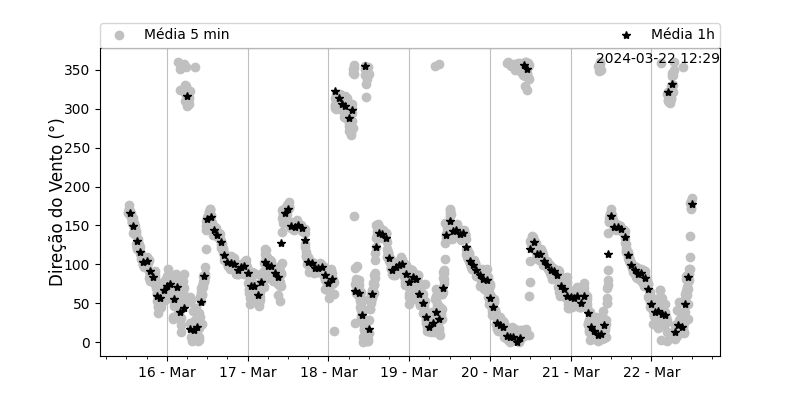 Média 5 min
Média 1h
2024-03-22 12:29
Direção do Vento (°)
350
300
250
200
150
100
50
0
16 - Mar
17 - Mar
18 - Mar
19 - Mar
20 - Mar
21 - Mar
22 - Mar